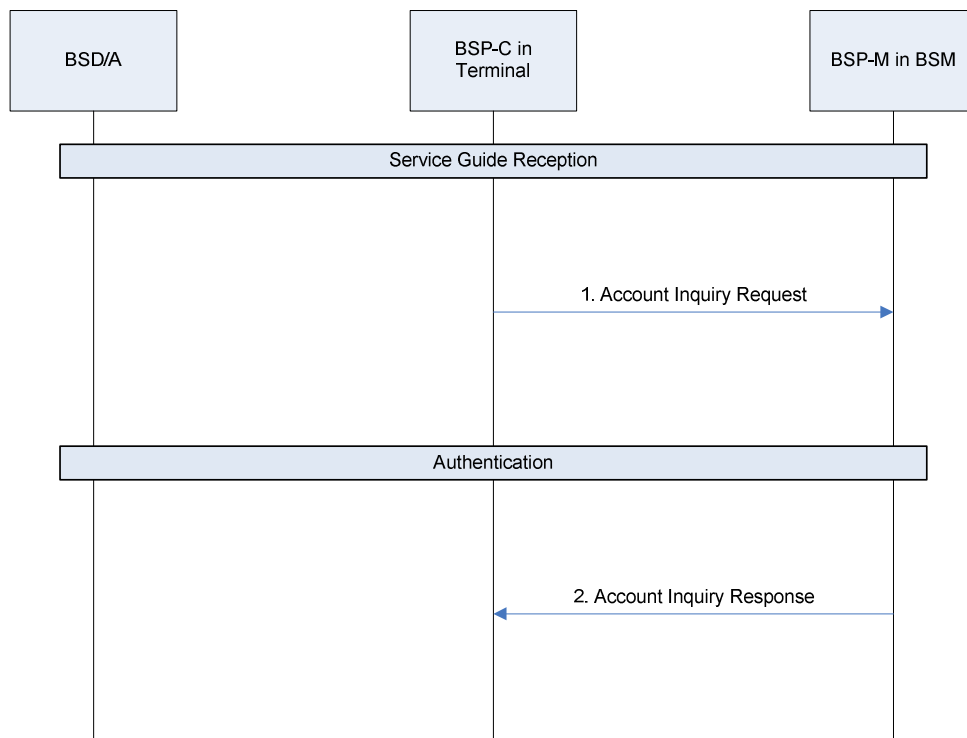 BSD/A
BSP-C in
Terminal
BSP-M in BSM
Service Guide Reception
1. Account Inquiry Request
Authentication
2. Account Inquiry Response